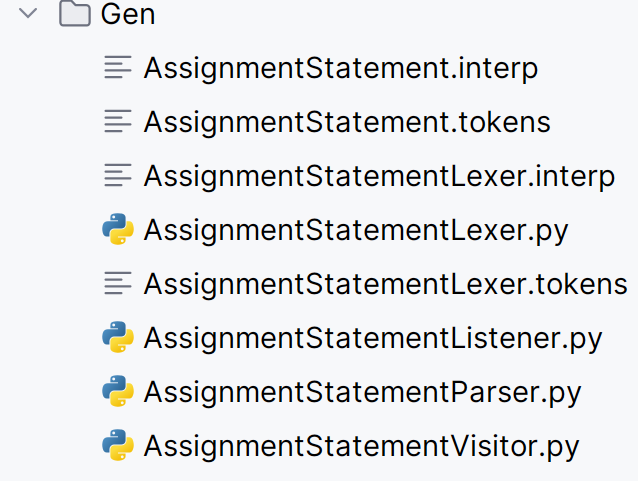 Gen
AssignmentStatement.interp
AssignmentStatement.tokens
AssignmentStatementLexer.interp
AssignmentStatementLexer.py
AssignmentStatementLexer.tokens
AssignmentStatementListener.py
AssignmentStatementParser.py
AssignmentStatementVisitor.py